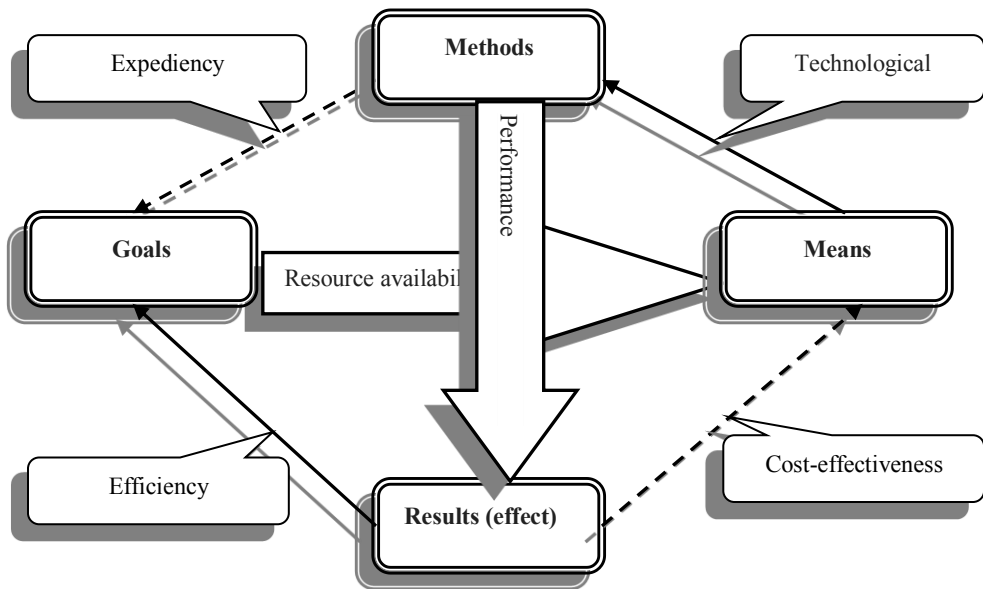 Methods
Expediency
Technological
Performance
Goals
Means
Resource availabil
Efficiency
Cost-effectiveness
Results (effect)